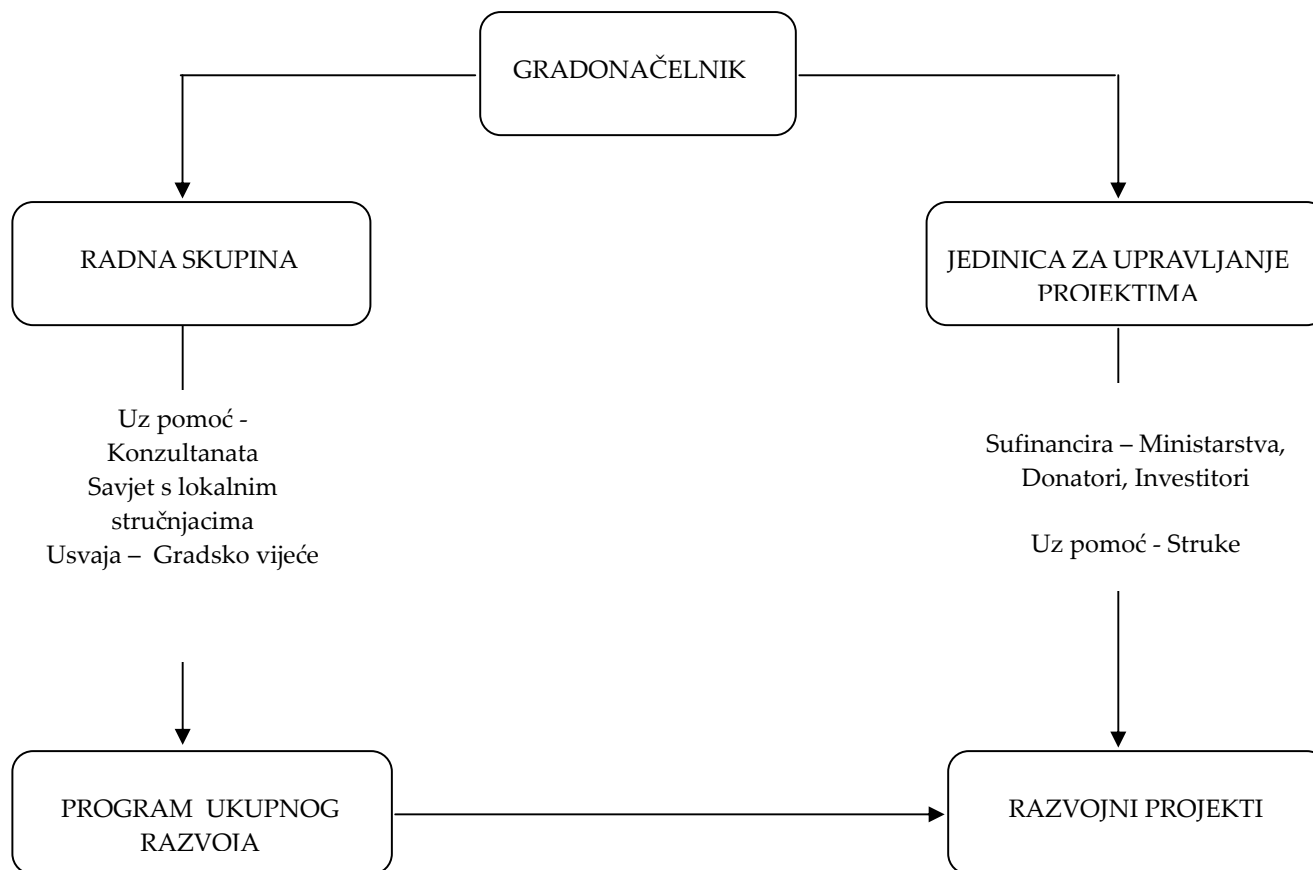 GRADONAČELNIK
RADNA SKUPINA
JEDINICA ZA UPRAVLJANJE
PROJEKTIMA
Uz pomoć -
Konzultanata
Savjet s lokalnim
stručnjacima
Usvaja – Gradsko vijeće
Sufinancira – Ministarstva,
Donatori, Investitori
Uz pomoć - Struke
PROGRAM UKUPNOG
RAZVOJA
RAZVOJNI PROJEKTI